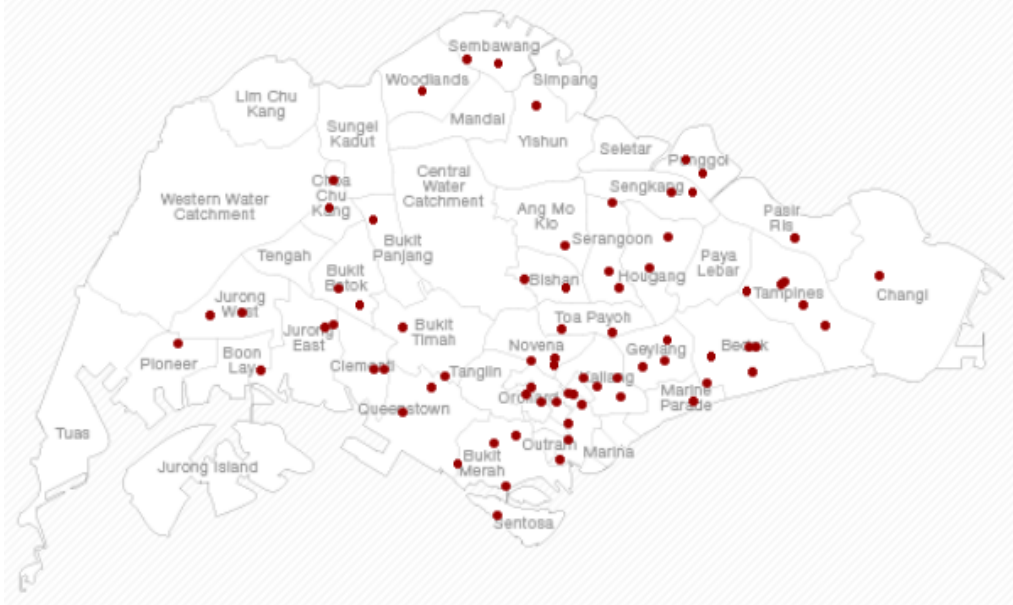 Sembawang
Woodlands
Simpang
Lim Chu
Kang
Mandai
Sungei
Kadut
Yishun
Seletar
Punggol
Central
Water
Catchment
Choa
Chu
Kang
Sengkang
Western Water
Catchment
Ang Mo
Kio
Pasir
Ris
Serangoon
Bukit
Panjang
Tengah
Paya
Lebar
Bukit
Batok
Bishan
Hougang
Tampines
Changi
Jurong
West
Toa Payoh
Bukit
Timah
Jurong
East
Novena
Geylang
Bedok
Pioneer
Boon
Lay
Clementi
Tanglin
Kallang
Orchard
Marine
Parade
Queenstown
Tuas
Outram
Marina
Bukit
Merah
Jurong Island
Sentosa